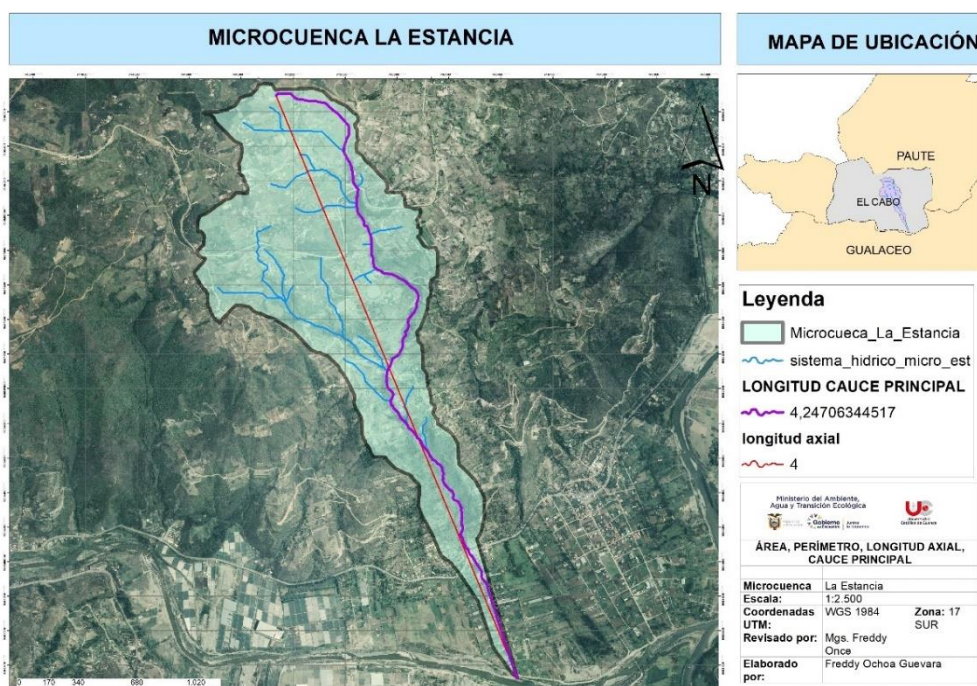 MICROCUENCA LA ESTANCIA
MAPA DE UBICACIÓN
N
PAUTE
EL CABO
GUALACEO
Leyenda
Microcueca_La_Estancia
sistema_hidrico_micro_est
LONGITUD CAUCE PRINCIPAL
4,24706344517
longitud axial
4
Ministerio del Ambiente,
Agua y Transición Ecológica
Gobierno
ÁREA, PERÍMETRO, LONGITUD AXIAL,
CAUCE PRINCIPAL
Microcuenca La Estancia
Escala: 1:2.500
Coordenadas WGS 1984 Zona: 17
UTM: SUR
Revisado Mgs. Freddy
por: Once
Elaborado Freddy Ochoa Guevara
por:
0 170 340 680 1.020